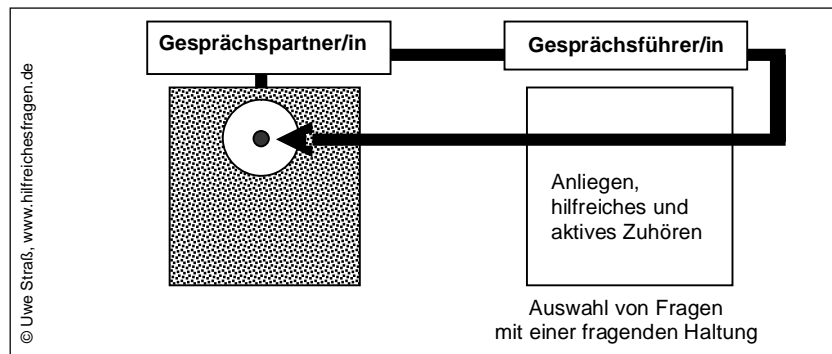 Gesprächspartner/in
Gesprächsführer/in
Anliegen,
hilfreiches und
aktives Zuhören
Auswahl von Fragen
mit einer fragenden Haltung
© Uwe Straß, www.hilfreichesfragen.de